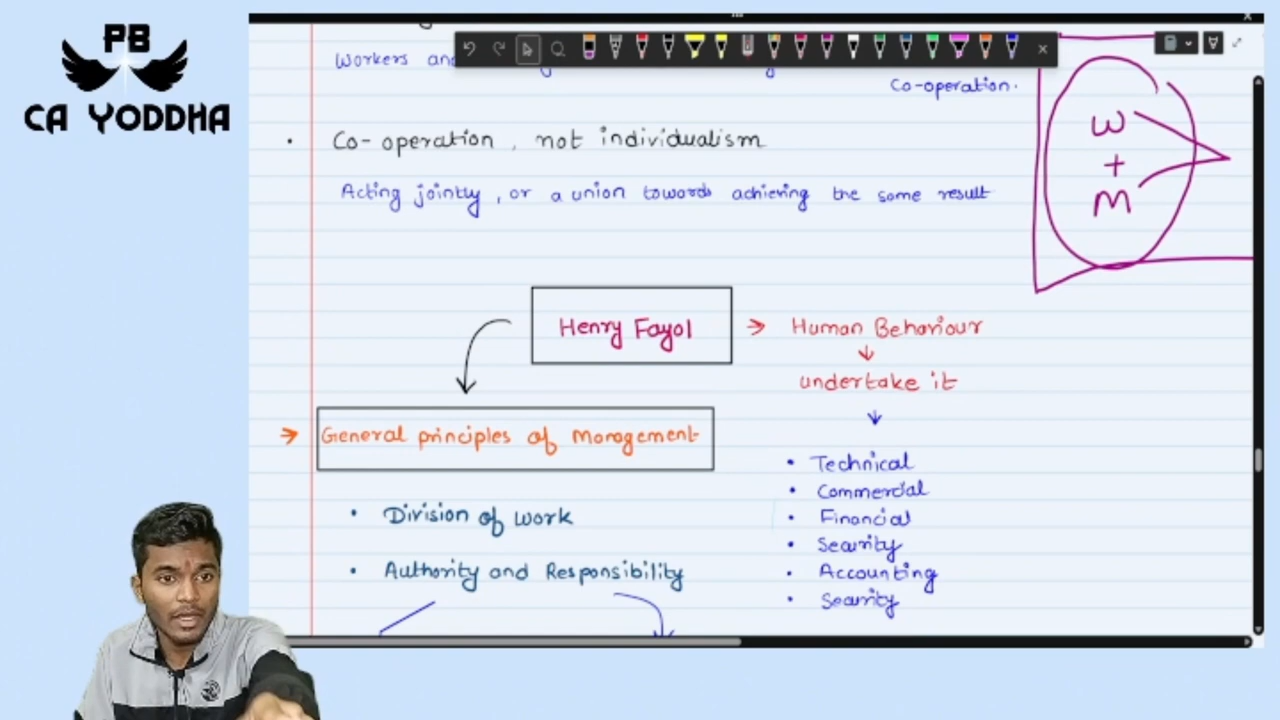 PB
CA YODDHA
Workers and
Co-operation.
• Co-operation, not individualism
Acting jointly, or a union towards achieving the same result
W
+
M
Henry Fayol
→ Human Behaviour
↓
undertake it
↓
→ General principles of management
• Technical
• Commercial
• Financial
• Security
• Accounting
• Security
• Division of work
• Authority and Responsibility